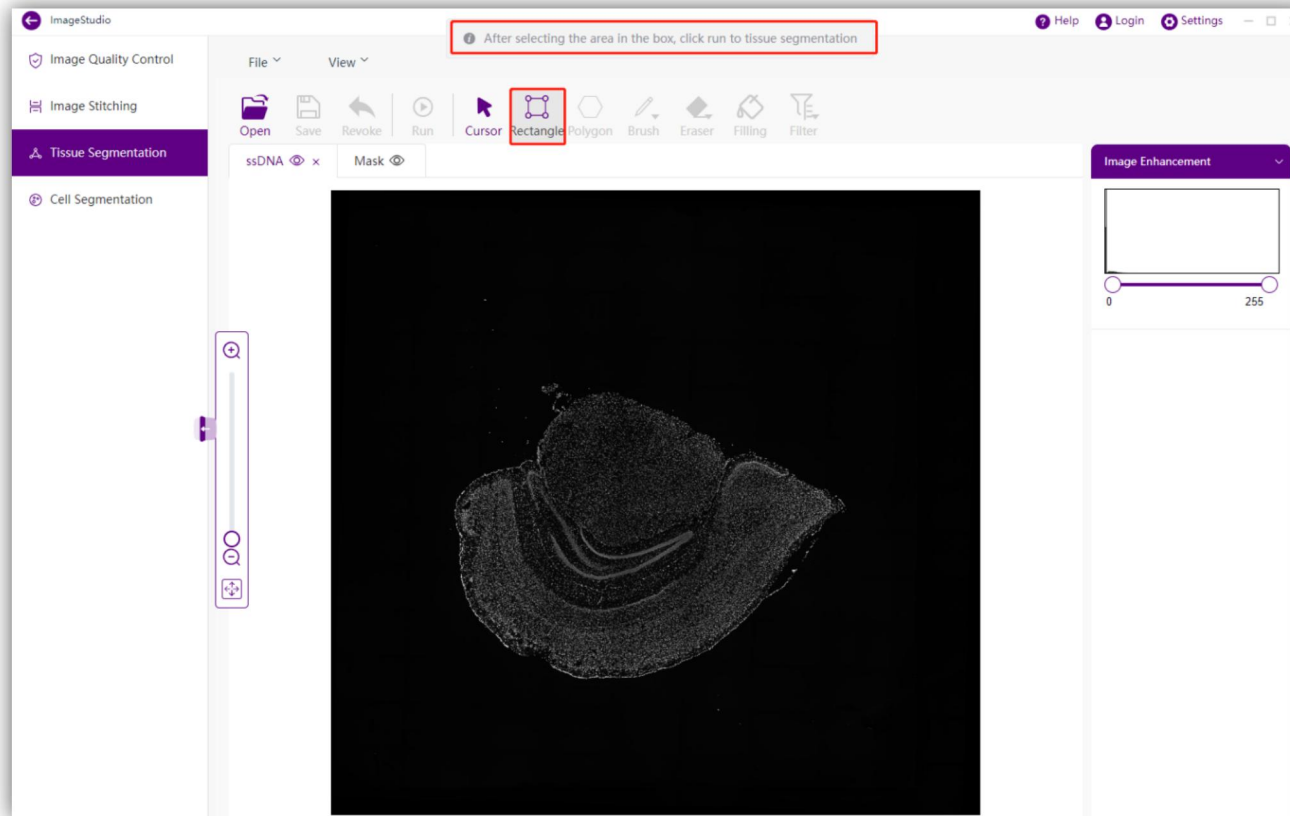 ImageStudio
Help
Login
Settings
After selecting the area in the box, click run to tissue segmentation
Image Quality Control
Image Stitching
Tissue Segmentation
Cell Segmentation
File
View
Open
Save
Revoke
Run
Cursor
Rectangle
Polygon
Brush
Eraser
Filling
Filter
ssDNA
x
Mask
Image Enhancement
0
255